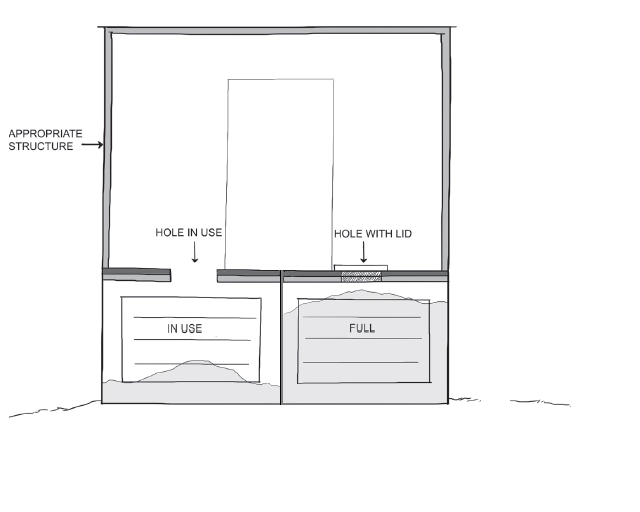 APPROPRIATE
STRUCTURE
HOLE IN USE
HOLE WITH LID
IN USE
FULL